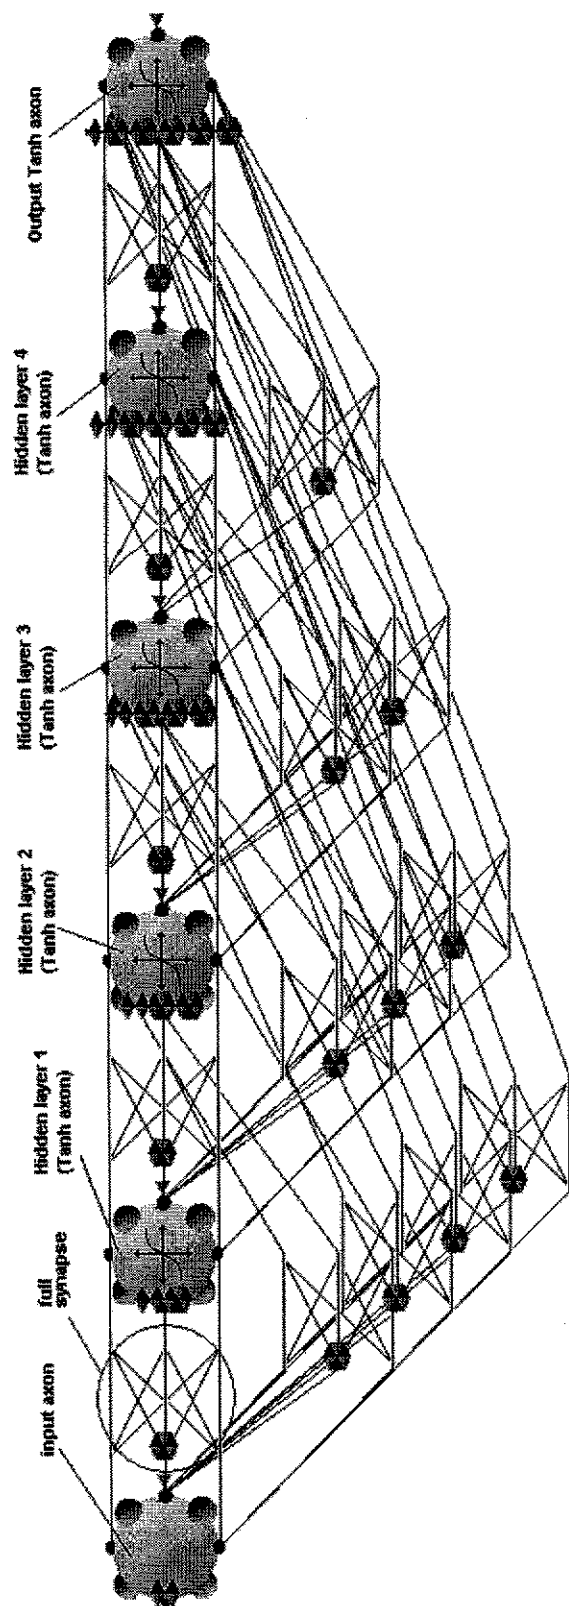 input axon
full
synapse
Hidden layer 1
(Tanh axon)
Hidden layer 2
(Tanh axon)
Hidden layer 3
(Tanh axon)
Hidden layer 4
(Tanh axon)
Output Tanh axon